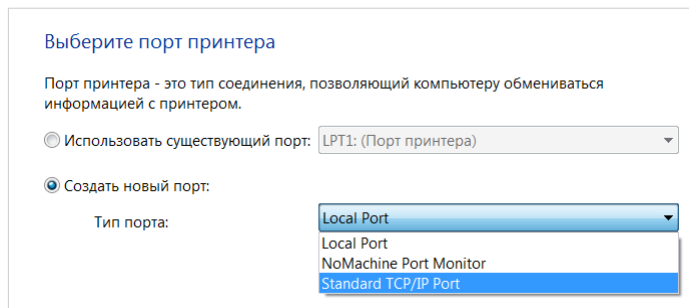 Выберите порт принтера
Порт принтера - это тип соединения, позволяющий компьютеру обмениваться
информацией с принтером.
Использовать существующий порт: LPT1: (Порт принтера)
Создать новый порт:
Тип порта: Local Port
Local Port
NoMachine Port Monitor
Standard TCP/IP Port